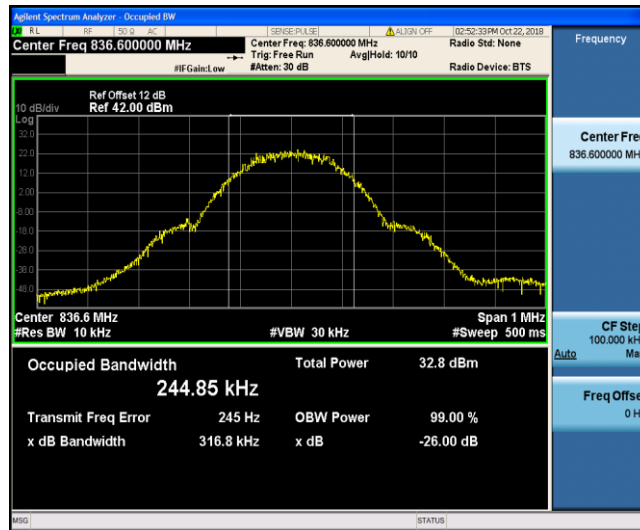 Agilent Spectrum Analyzer - Occupied BW
RL RF 50 Ω AC SENSE:PULSE ALIGN OFF 02:52:33 PM Oct 22, 2018
Center Freq 836.600000 MHz Center Freq: 836.600000 MHz Radio Std: None
Trig: Free Run Avg|Hold: 10/10
#IFGain:Low #Atten: 30 dB Radio Device: BTS
Frequency
Ref Offset 12 dB
10 dB/div Ref 42.00 dBm
Log
32.0
22.0
12.0
2.00
-8.00
-18.0
-28.0
-38.0
-48.0
Center Fre
836.600000 MH
Center 836.6 MHz Span 1 MHz
#Res BW 10 kHz #VBW 30 kHz #Sweep 500 ms
CF Step
100.000 kH
Auto Ma
Occupied Bandwidth Total Power 32.8 dBm
244.85 kHz
Transmit Freq Error 245 Hz OBW Power 99.00 %
x dB Bandwidth 316.8 kHz x dB -26.00 dB
Freq Offse
0 H
MSG STATUS